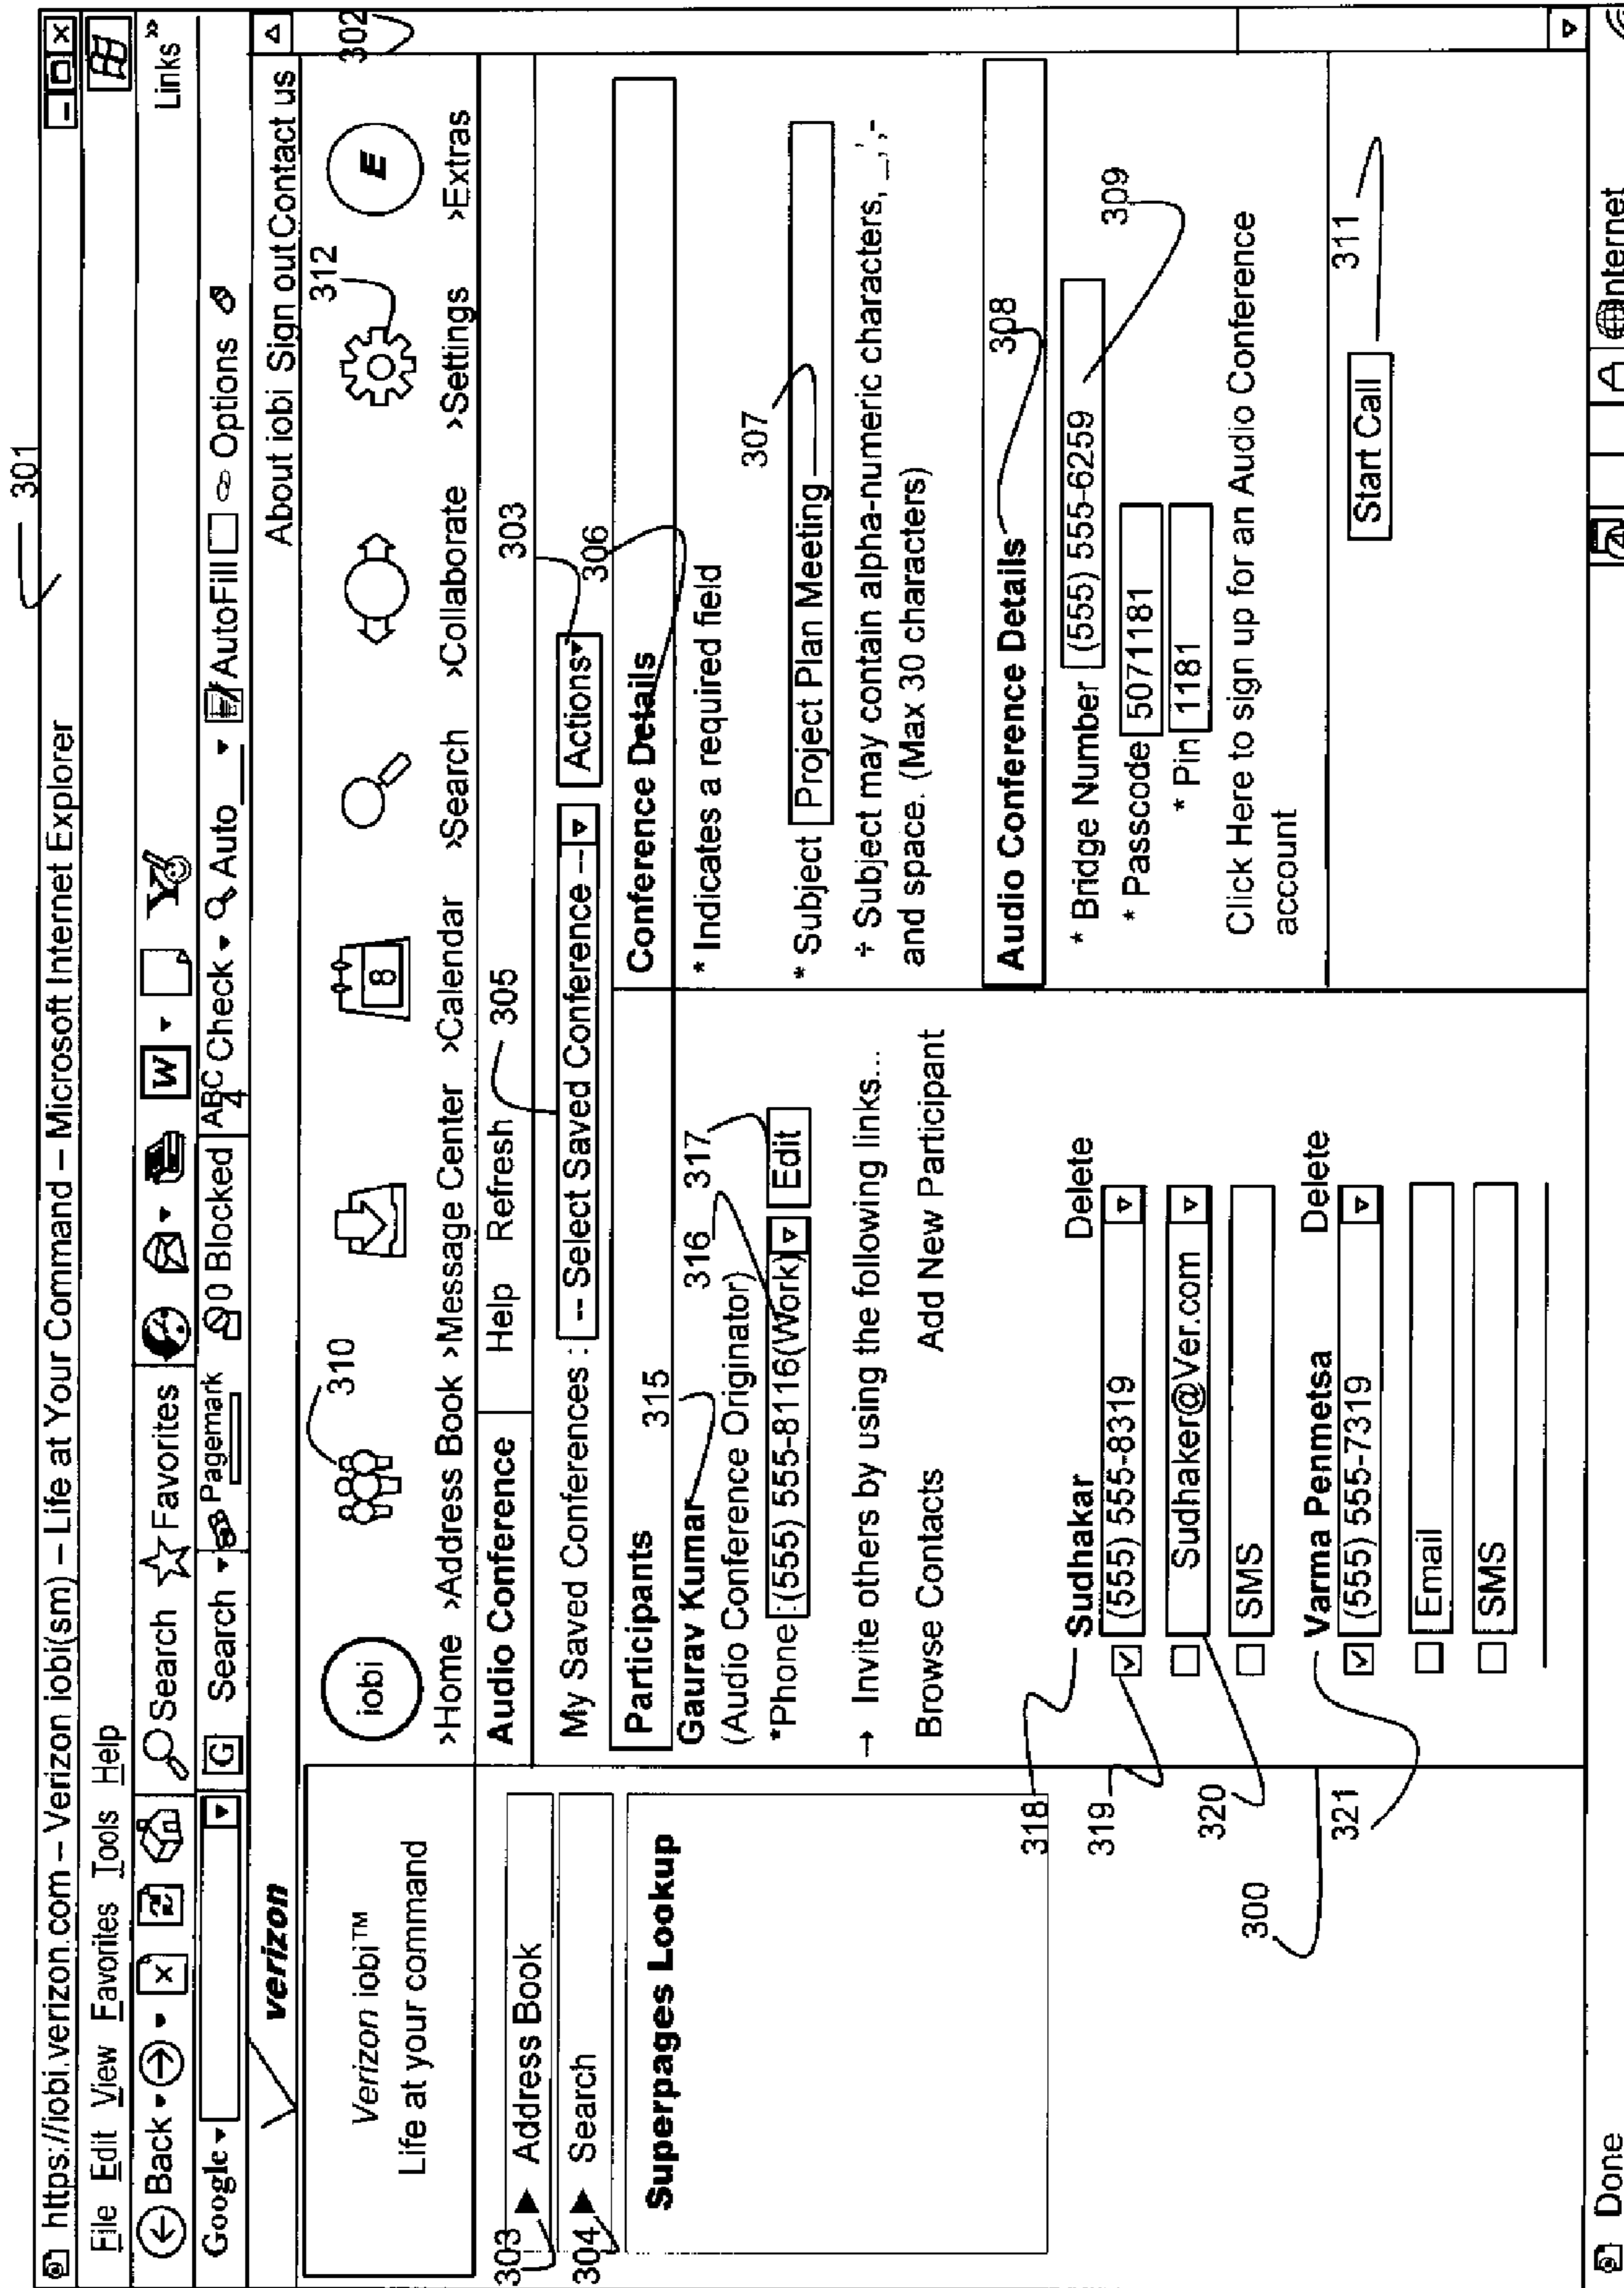 301
https://iobi.verizon.com – Verizon iobi(sm) – Life at Your Command – Microsoft Internet Explorer
File Edit View Favorites Tools Help
Back Search Favorites W Y Links »
Google G Search Pagemark 0 Blocked ABC Check Auto AutoFill Options
verizon About iobi Sign outContact us
302
Verizon iobi™
Life at your command
iobi 310 8 312 E
>Home >Address Book >Message Center >Calendar >Search >Collaborate >Settings >Extras
303 Address Book
304 Search
Superpages Lookup
Audio Conference Help Refresh 305 303
My Saved Conferences : -- Select Saved Conference -- Actions 306
Participants 315
Gaurav Kumar 316 317
(Audio Conference Originator)
*Phone :(555) 555-8116(Work) Edit
→ Invite others by using the following links...
Browse Contacts Add New Participant
318 Sudhakar Delete
319 (555) 555-8319
320 Sudhaker@Ver.com
SMS
321 Varma Penmetsa Delete
(555) 555-7319
Email
SMS
300
Conference Details
* Indicates a required field
307
* Subject Project Plan Meeting
÷ Subject may contain alpha-numeric characters, _,',-
and space. (Max 30 characters)
308
Audio Conference Details
* Bridge Number (555) 555-6259 309
* Passcode 5071181
* Pin 1181
Click Here to sign up for an Audio Conference
account
Start Call 311
Done Internet